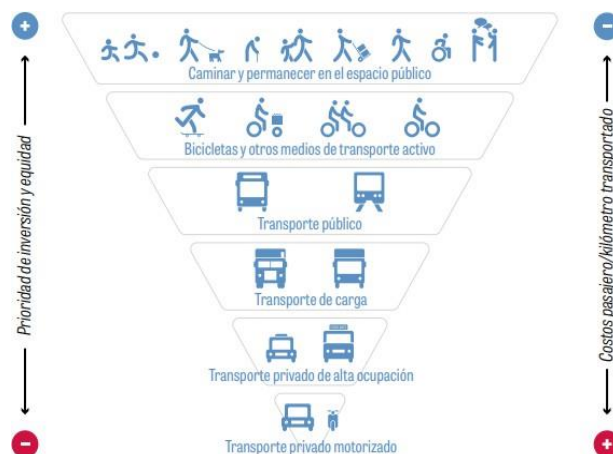 Caminar y permanecer en el espacio público
Bicicletas y otros medios de transporte activo
Transporte público
Transporte de carga
Transporte privado de alta ocupación
Transporte privado motorizado
Prioridad de inversión y equidad
Costos pasajero/kilómetro transportado